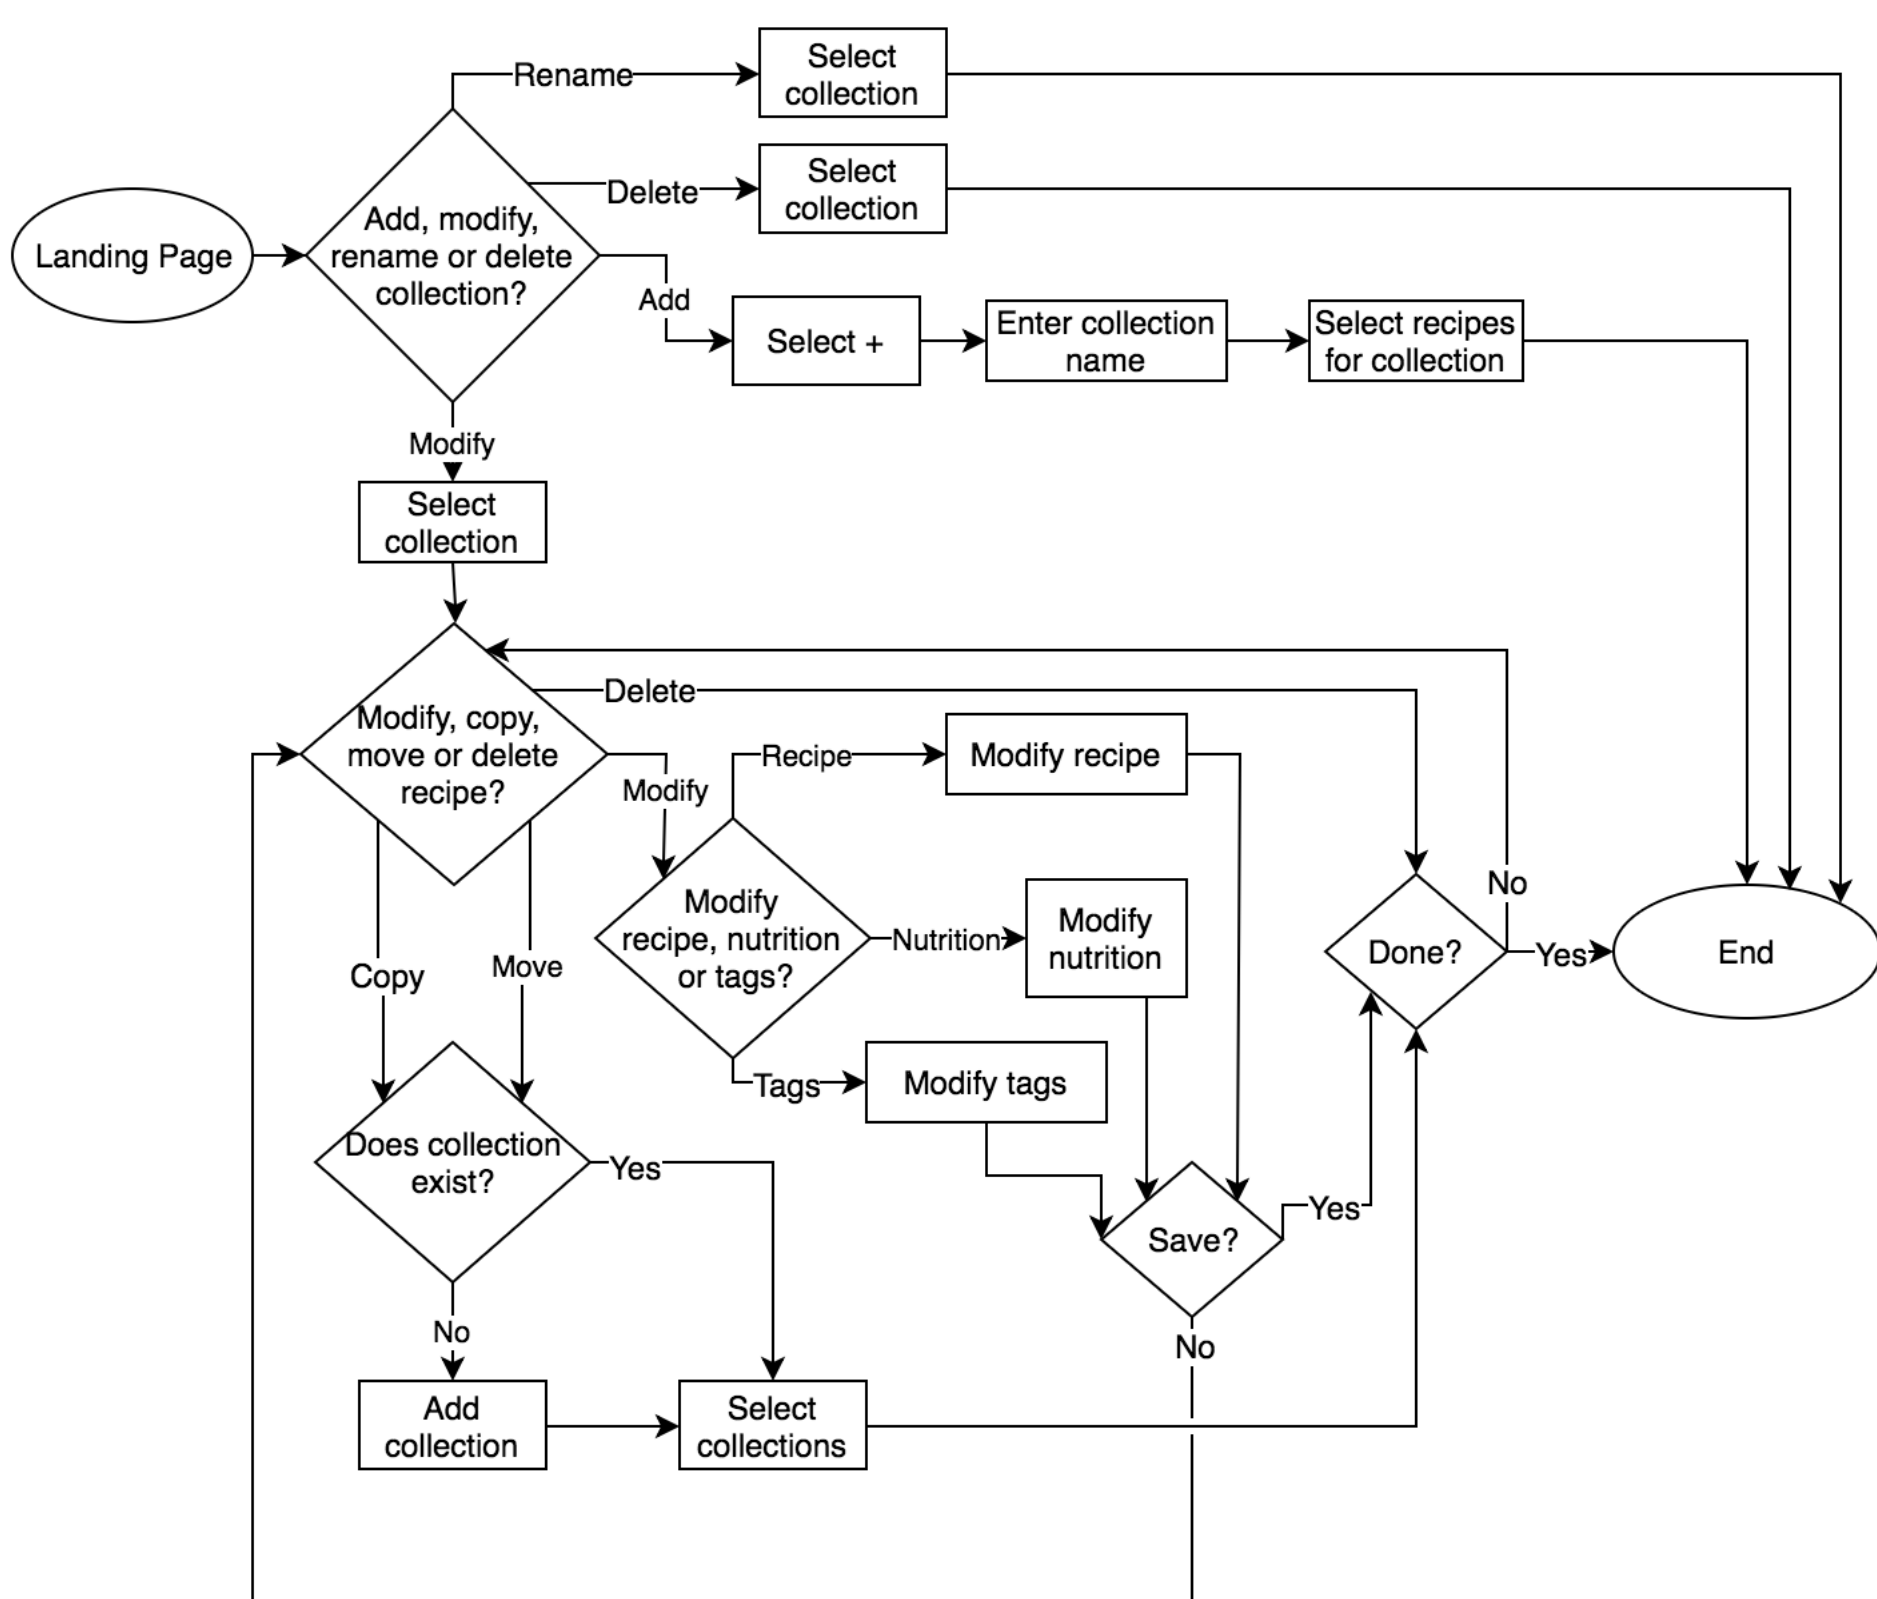 Select
collection
Rename
Select
collection
Delete
Landing Page
Add, modify,
rename or delete
collection?
Add
Select +
Enter collection
name
Select recipes
for collection
Modify
Select
collection
Delete
Modify, copy,
move or delete
recipe?
Modify
Recipe
Modify recipe
No
Modify
recipe, nutrition
or tags?
Nutrition
Modify
nutrition
Done?
Yes
End
Copy
Move
Tags
Modify tags
Does collection
exist?
Yes
Save?
Yes
No
No
Add
collection
Select
collections